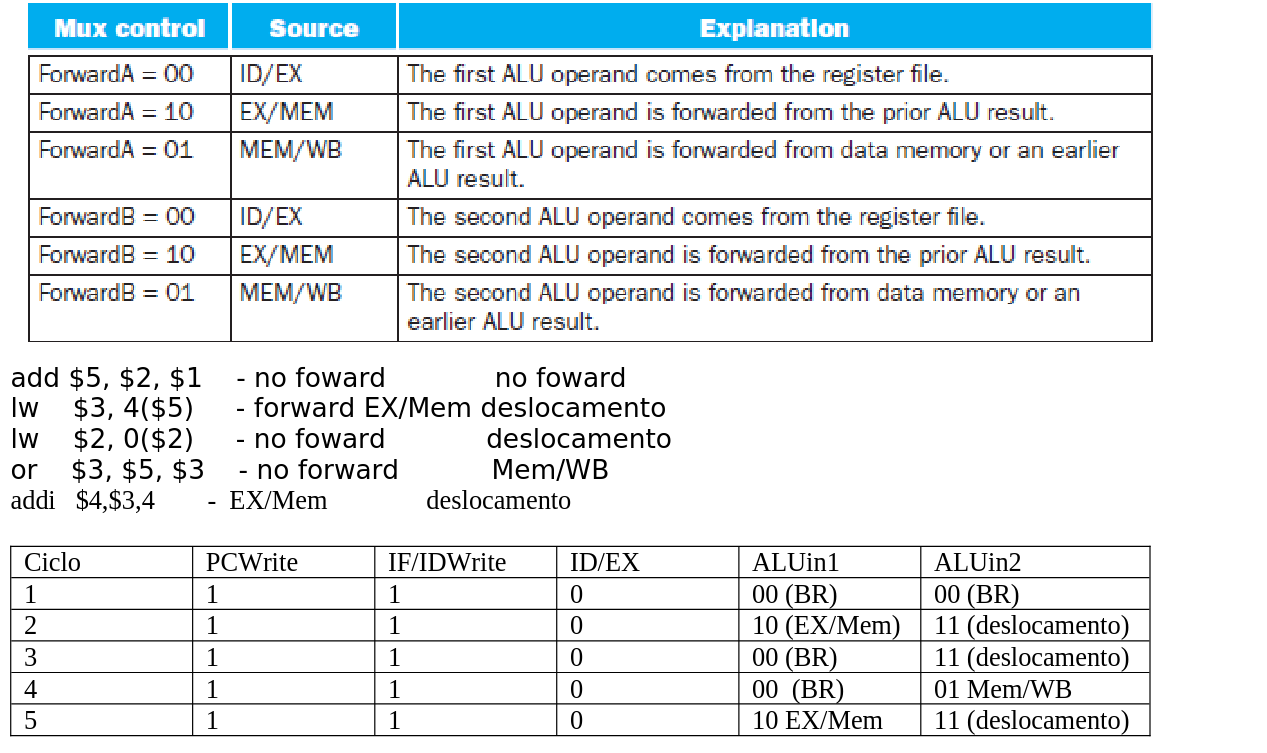 Mux control Source Explanation
ForwardA = 00 ID/EX The first ALU operand comes from the register file.
ForwardA = 10 EX/MEM The first ALU operand is forwarded from the prior ALU result.
ForwardA = 01 MEM/WB The first ALU operand is forwarded from data memory or an earlier
ALU result.
ForwardB = 00 ID/EX The second ALU operand comes from the register file.
ForwardB = 10 EX/MEM The second ALU operand is forwarded from the prior ALU result.
ForwardB = 01 MEM/WB The second ALU operand is forwarded from data memory or an
earlier ALU result.
add $5, $2, $1 - no foward no foward
lw $3, 4($5) - forward EX/Mem deslocamento
lw $2, 0($2) - no foward deslocamento
or $3, $5, $3 - no forward Mem/WB
addi $4,$3,4 - EX/Mem deslocamento
Ciclo PCWrite IF/IDWrite ID/EX ALUin1 ALUin2
1 1 1 0 00 (BR) 00 (BR)
2 1 1 0 10 (EX/Mem) 11 (deslocamento)
3 1 1 0 00 (BR) 11 (deslocamento)
4 1 1 0 00 (BR) 01 Mem/WB
5 1 1 0 10 EX/Mem 11 (deslocamento)